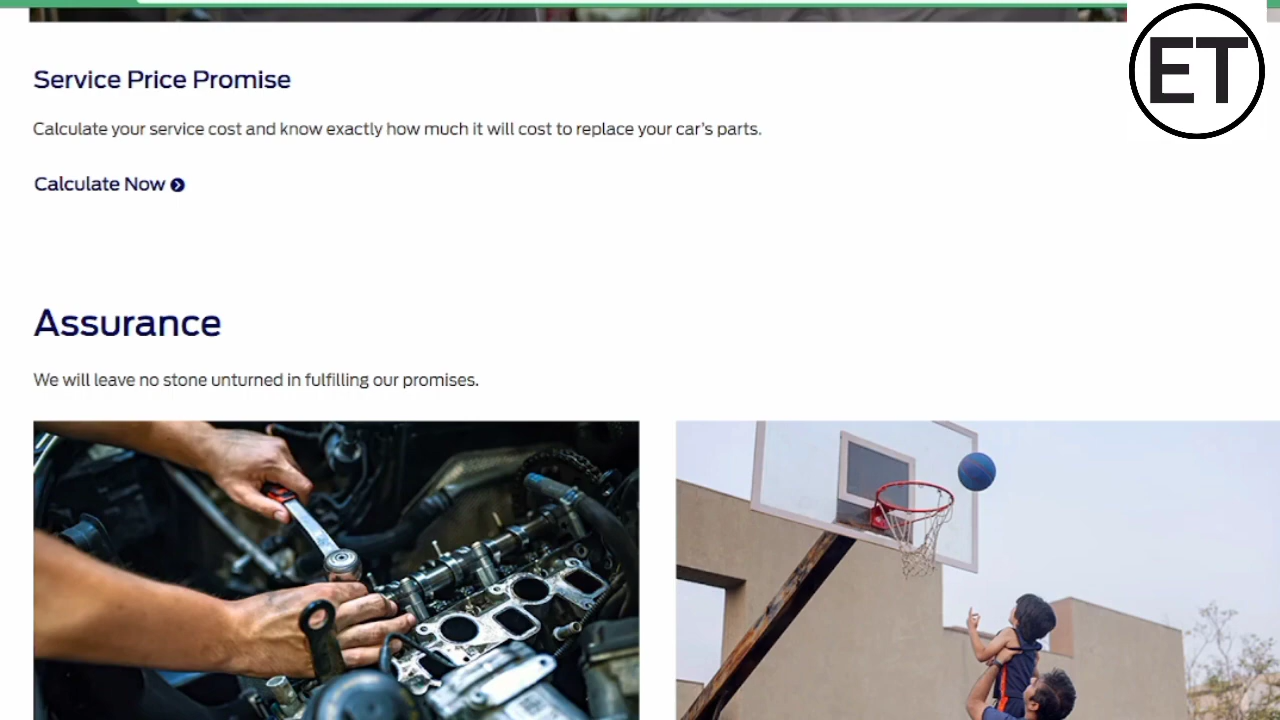 ET
Service Price Promise
Calculate your service cost and know exactly how much it will cost to replace your car's parts.
Calculate Now
Assurance
We will leave no stone unturned in fulfilling our promises.